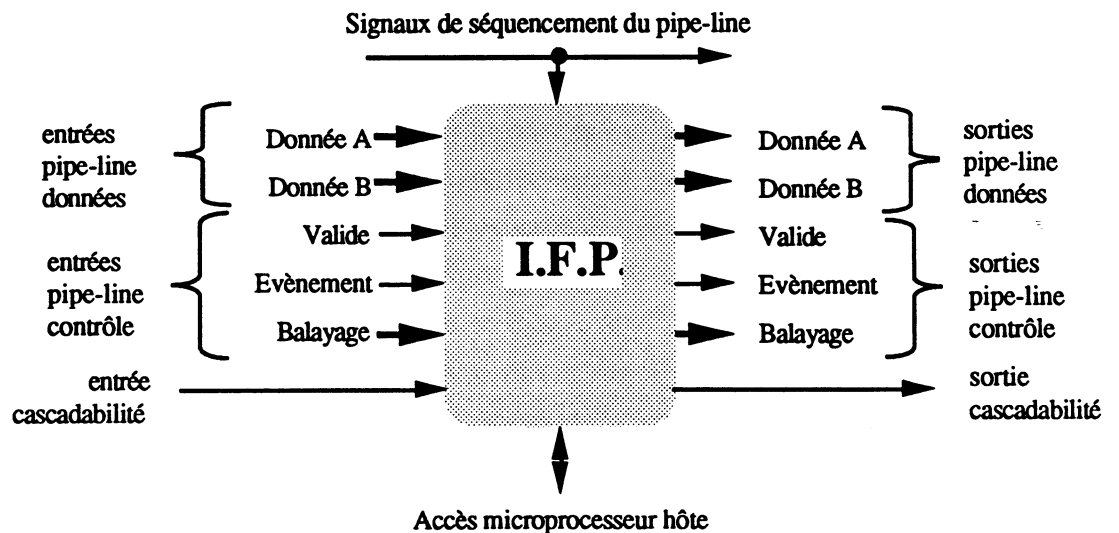 Signaux de séquencement du pipe-line
entrées
pipe-line
données
Donnée A
Donnée B
Donnée A
Donnée B
sorties
pipe-line
données
entrées
pipe-line
contrôle
Valide
Evènement
Balayage
I.F.P.
Valide
Evènement
Balayage
sorties
pipe-line
contrôle
entrée
cascadabilité
sortie
cascadabilité
Accès microprocesseur hôte